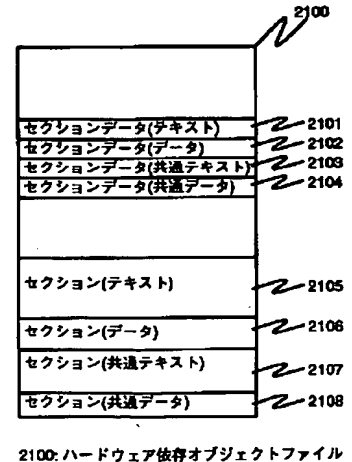 2100
セクションデータ(テキスト) 2101
セクションデータ(データ) 2102
セクションデータ(共通テキスト) 2103
セクションデータ(共通データ) 2104
セクション(テキスト) 2105
セクション(データ) 2106
セクション(共通テキスト) 2107
セクション(共通データ) 2108
2100: ハードウェア依存オブジェクトファイル